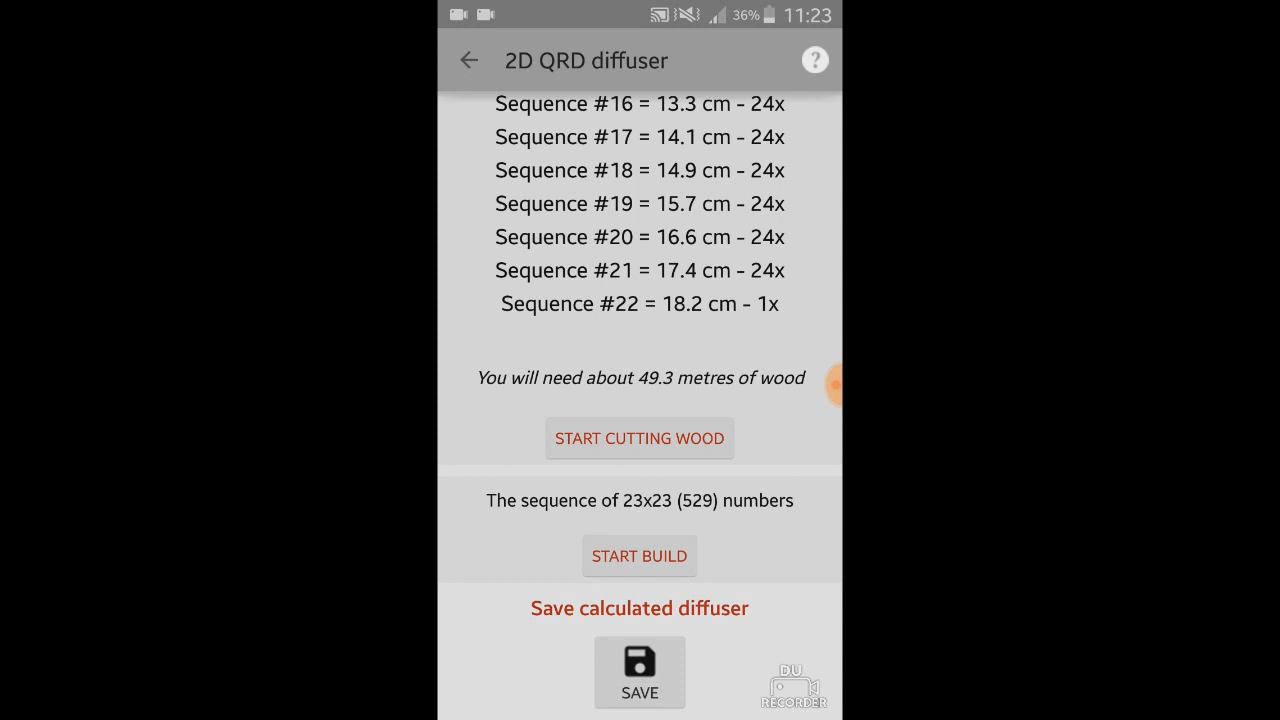 36% 11:23
2D QRD diffuser ?
Sequence #16 = 13.3 cm - 24x
Sequence #17 = 14.1 cm - 24x
Sequence #18 = 14.9 cm - 24x
Sequence #19 = 15.7 cm - 24x
Sequence #20 = 16.6 cm - 24x
Sequence #21 = 17.4 cm - 24x
Sequence #22 = 18.2 cm - 1x
You will need about 49.3 metres of wood
START CUTTING WOOD
The sequence of 23x23 (529) numbers
START BUILD
Save calculated diffuser
SAVE
DU
RECORDER